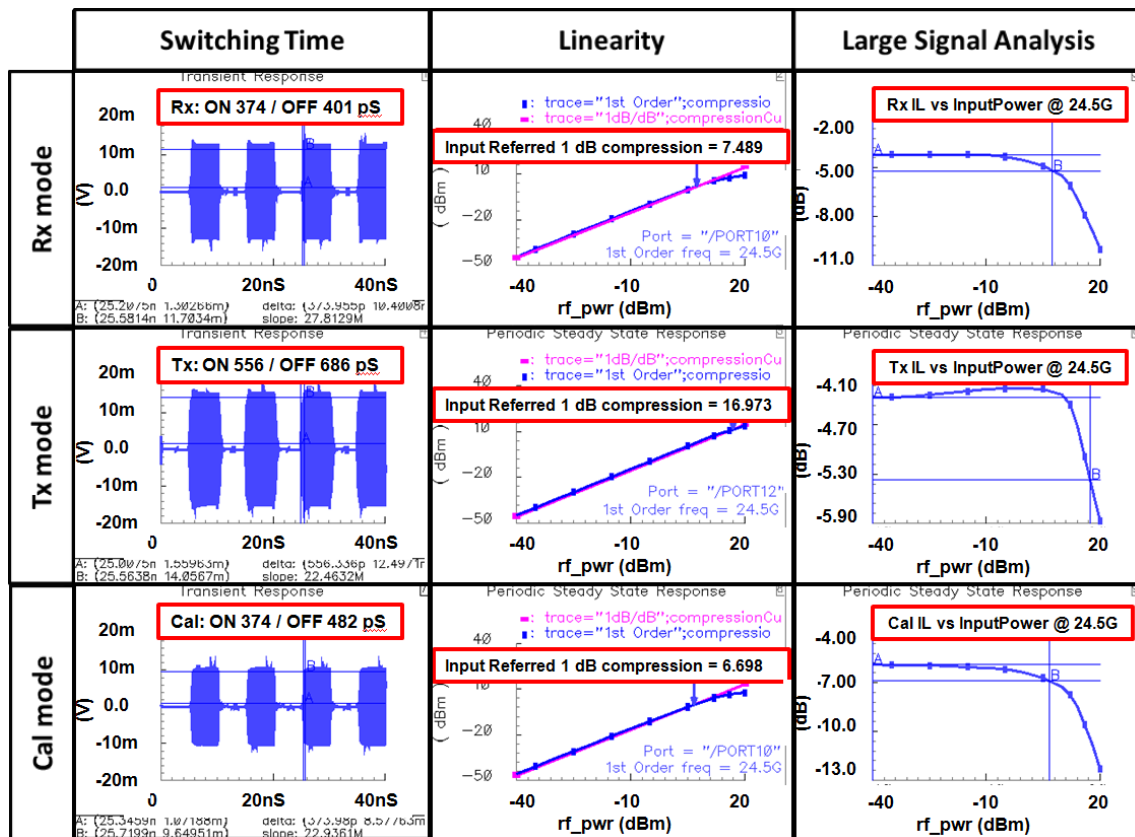 Switching Time
Linearity
Large Signal Analysis
Rx mode
Transient Response
Rx: ON 374 / OFF 401 pS
20m
10m
0.0
-10m
-20m
(V)
0
20nS
40nS
A: (25.2075n 1.30266m) delta: (373.955p 10.4008m
B: (25.5814n 11.7034m) slope: 27.8129M
: trace="1st Order";compressio
: trace="1dB/dB";compressionCu
Input Referred 1 dB compression = 7.489
40
10
-20
-50
( dBm )
Port = "/PORT10"
1st Order freq = 24.5G
-40
-10
20
rf_pwr (dBm)
Rx IL vs InputPower @ 24.5G
-2.00
-5.00
-8.00
-11.0
(dB)
A
B
-40
-10
20
rf_pwr (dBm)
Tx mode
Transient Response
Tx: ON 556 / OFF 686 pS
20m
10m
0.0
-10m
-20m
(V)
0
20nS
40nS
A: (25.0075n 1.55963m) delta: (556.336p 12.4971m
B: (25.5638n 14.0567m) slope: 22.4632M
Periodic Steady State Response
: trace="1dB/dB";compressionCu
: trace="1st Order";compressio
Input Referred 1 dB compression = 16.973
40
10
-20
-50
( dBm )
Port = "/PORT12"
1st Order freq = 24.5G
-40
-10
20
rf_pwr (dBm)
Periodic Steady State Response
Tx IL vs InputPower @ 24.5G
-4.10
-4.70
-5.30
-5.90
(dB)
A
B
-40
-10
20
rf_pwr (dBm)
Cal mode
Transient Response
Cal: ON 374 / OFF 482 pS
20m
10m
0.0
-10m
-20m
(V)
0
20nS
40nS
A: (25.3459n 1.07188m) delta: (373.98p 8.57763m
B: (25.7199n 9.64951m) slope: 22.9361M
Periodic Steady State Response
: trace="1dB/dB";compressionCu
: trace="1st Order";compressio
Input Referred 1 dB compression = 6.698
40
10
-20
-50
( dBm )
Port = "/PORT10"
1st Order freq = 24.5G
-40
-10
20
rf_pwr (dBm)
Periodic Steady State Response
Cal IL vs InputPower @ 24.5G
-4.00
-7.00
-10.0
-13.0
(dB)
A
B
-40
-10
20
rf_pwr (dBm)